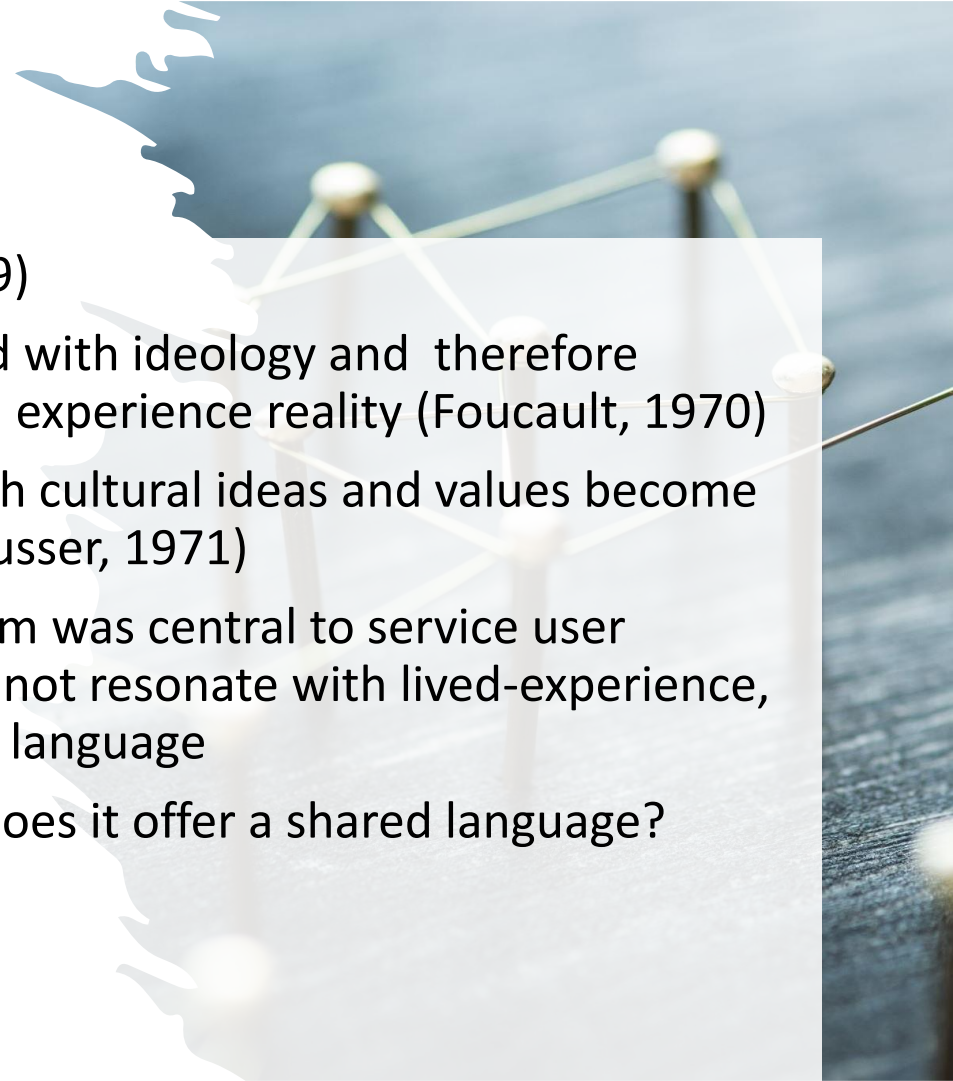 9)
d with ideology and therefore
experience reality (Foucault, 1970)
h cultural ideas and values become
usser, 1971)
m was central to service user
not resonate with lived-experience,
language
oes it offer a shared language?